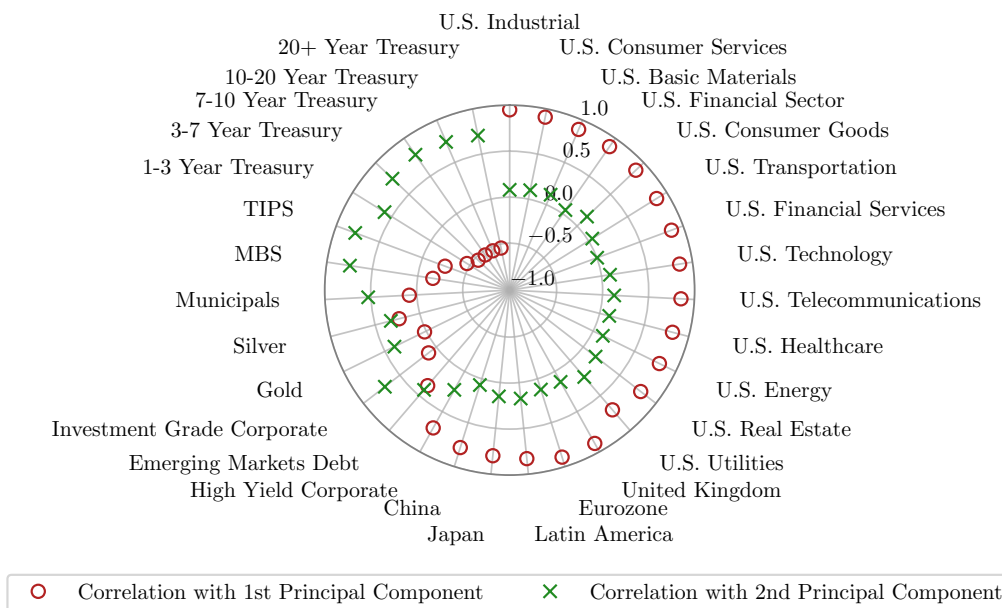 U.S. Industrial
20+ Year Treasury
U.S. Consumer Services
10-20 Year Treasury
U.S. Basic Materials
7-10 Year Treasury
U.S. Financial Sector
3-7 Year Treasury
U.S. Consumer Goods
1-3 Year Treasury
U.S. Transportation
TIPS
U.S. Financial Services
MBS
U.S. Technology
Municipals
U.S. Telecommunications
Silver
U.S. Healthcare
Gold
U.S. Energy
Investment Grade Corporate
U.S. Real Estate
Emerging Markets Debt
U.S. Utilities
High Yield Corporate
United Kingdom
China
Eurozone
Japan
Latin America
1.0
0.5
0.0
−0.5
−1.0
Correlation with 1st Principal Component
Correlation with 2nd Principal Component